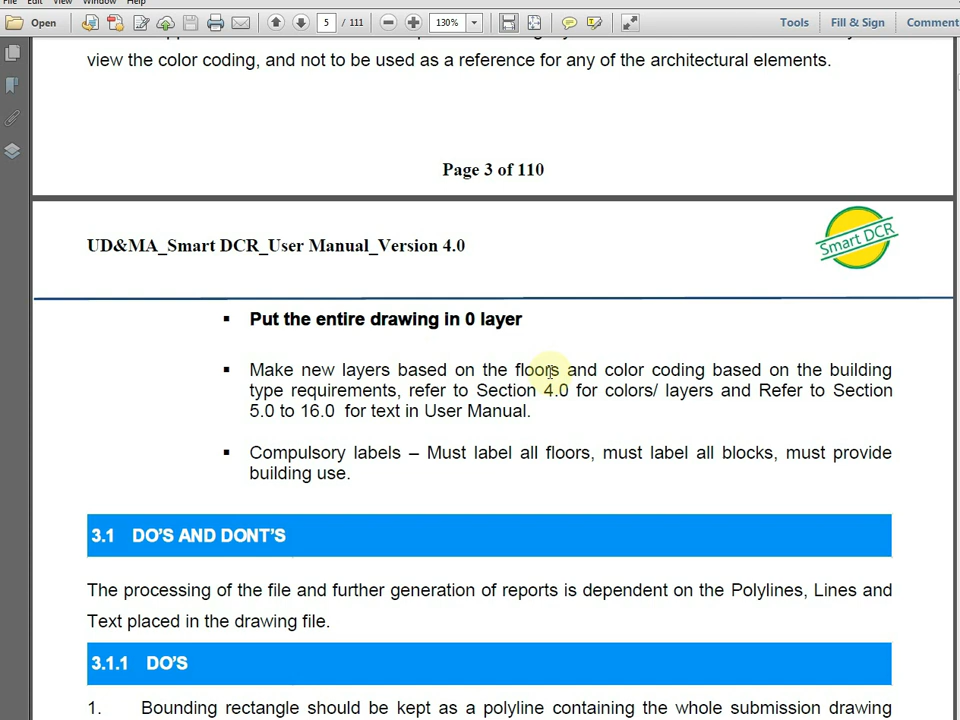 File Edit View Window Help
Open 5 / 111 130% Tools Fill & Sign Comment
view the color coding, and not to be used as a reference for any of the architectural elements.
Page 3 of 110
UD&MA_Smart DCR_User Manual_Version 4.0
Smart DCR
▪ Put the entire drawing in 0 layer
▪ Make new layers based on the floors and color coding based on the building
type requirements, refer to Section 4.0 for colors/ layers and Refer to Section
5.0 to 16.0 for text in User Manual.
▪ Compulsory labels – Must label all floors, must label all blocks, must provide
building use.
3.1 DO'S AND DONT'S
The processing of the file and further generation of reports is dependent on the Polylines, Lines and
Text placed in the drawing file.
3.1.1 DO'S
1. Bounding rectangle should be kept as a polyline containing the whole submission drawing